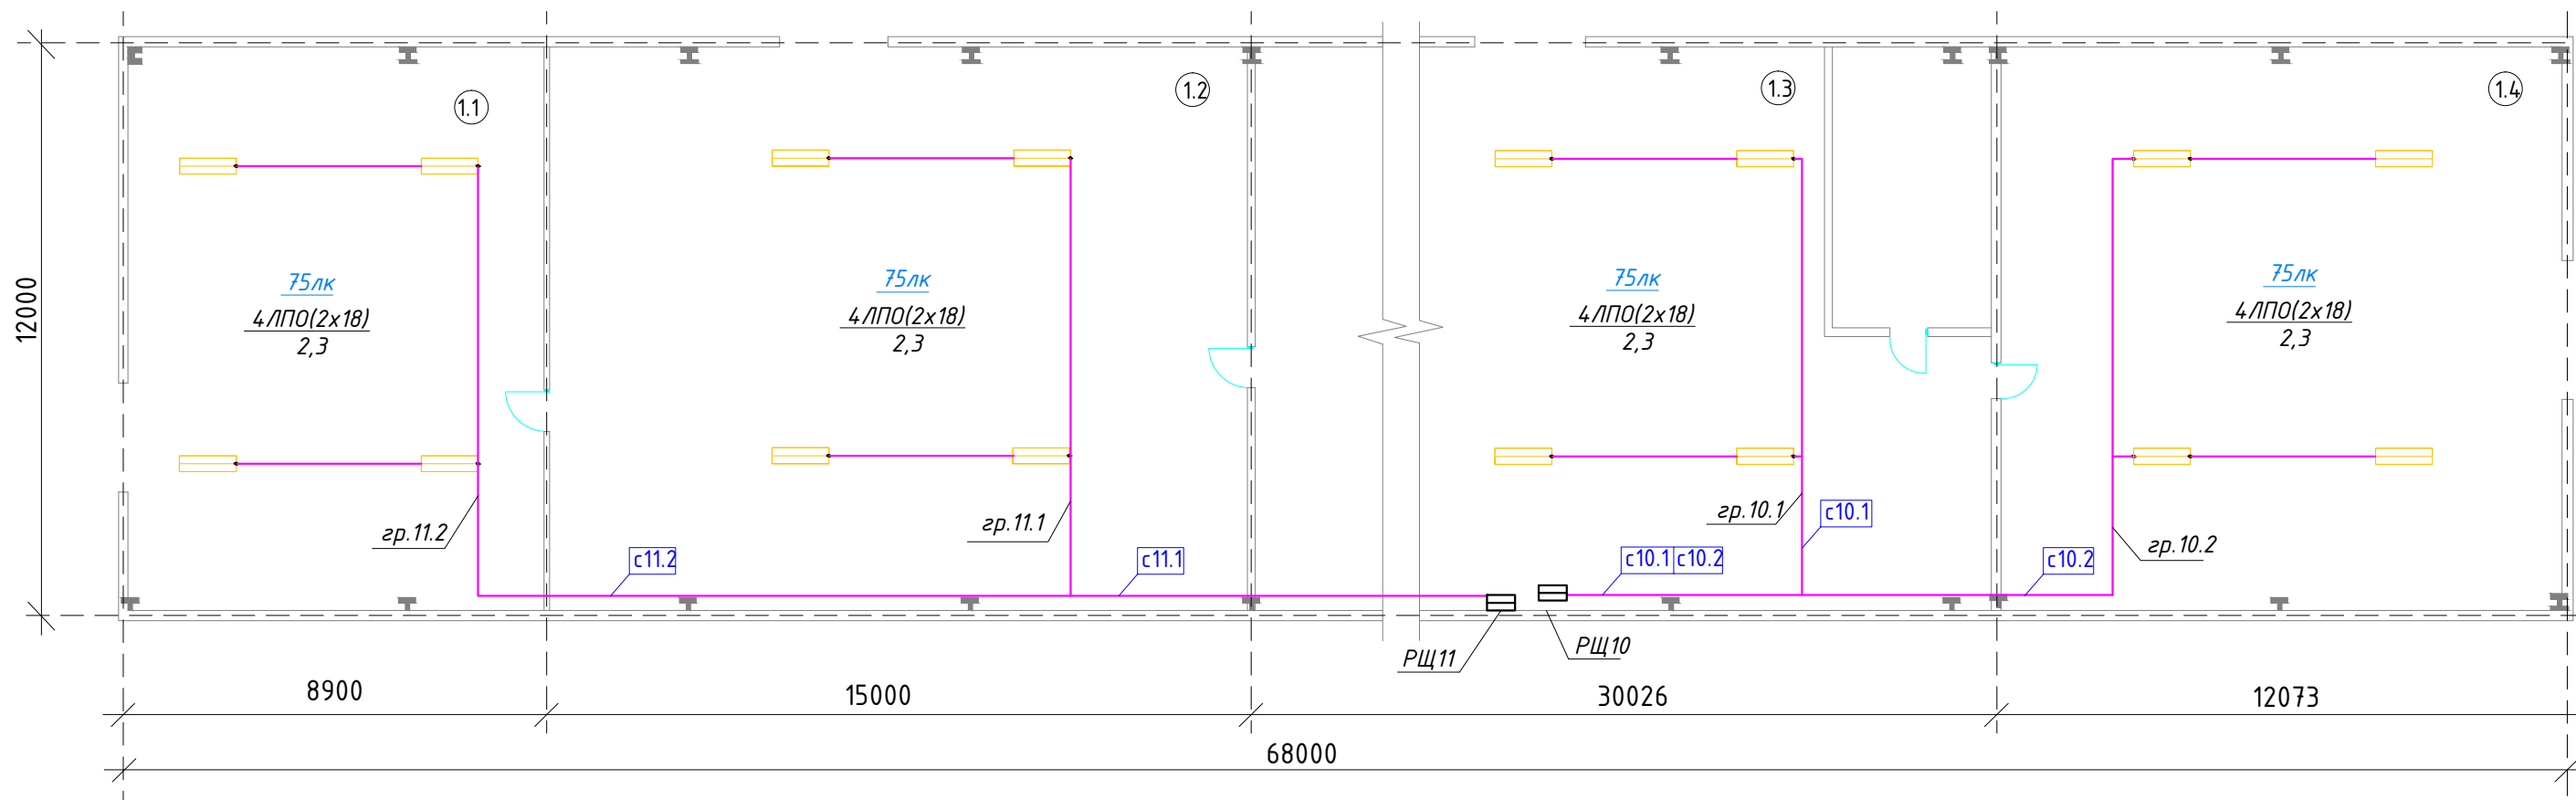 1.1
1.2
1.3
1.4
75лк
4ЛПО(2х18)
2,3
75лк
4ЛПО(2х18)
2,3
75лк
4ЛПО(2х18)
2,3
75лк
4ЛПО(2х18)
2,3
12000
гр.11.2
гр.11.1
гр.10.1
с10.1
гр.10.2
с11.2
с11.1
с10.1 с10.2
с10.2
РЩ11
РЩ10
8900
15000
30026
12073
68000